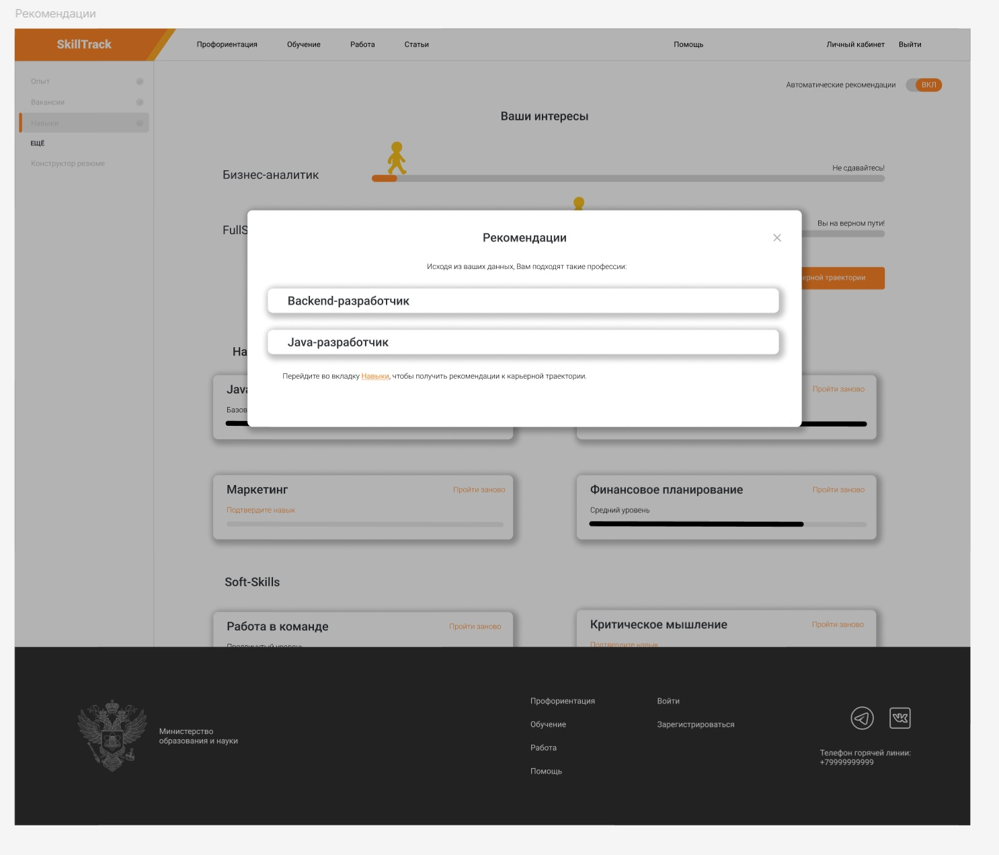 Рекомендации
SkillTrack
Профориентация
Обучение
Работа
Статьи
Помощь
Личный кабинет
Выйти
Опыт
Вакансии
Навыки
ЕЩЁ
Конструктор резюме
Автоматические рекомендации
ВКЛ
Ваши интересы
Бизнес-аналитик
Не сдавайтесь!
FullS
Вы на верном пути!
ерной траектории
Рекомендации
Исходя из ваших данных, Вам подходят такие профессии:
Backend-разработчик
Java-разработчик
Перейдите во вкладку Навыки, чтобы получить рекомендации к карьерной траектории.
На
Java
Базов
Пройти заново
Маркетинг
Пройти заново
Подтвердите навык
Финансовое планирование
Пройти заново
Средний уровень
Soft-Skills
Работа в команде
Пройти заново
Продвинутый уровень
Критическое мышление
Пройти заново
Подтвердите навык
Министерство
образования и науки
Профориентация
Обучение
Работа
Помощь
Войти
Зарегистрироваться
Телефон горячей линии:
+79999999999